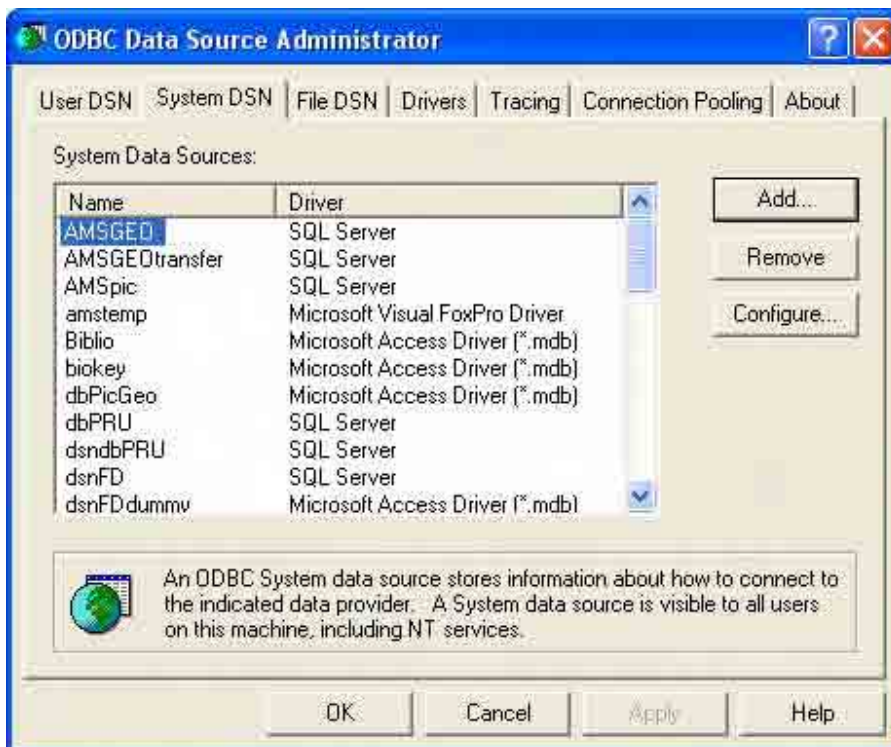 ODBC Data Source Administrator
User DSN System DSN File DSN Drivers Tracing Connection Pooling About
System Data Sources:
Name Driver Add...
AMSGEO SQL Server
AMSGEOtransfer SQL Server Remove
AMSpic SQL Server
amstemp Microsoft Visual FoxPro Driver Configure...
Biblio Microsoft Access Driver (*.mdb)
biokey Microsoft Access Driver (*.mdb)
dbPicGeo Microsoft Access Driver (*.mdb)
dbPRU SQL Server
dsndbPRU SQL Server
dsnFD SQL Server
dsnFDdummy Microsoft Access Driver (*.mdb)
An ODBC System data source stores information about how to connect to
the indicated data provider. A System data source is visible to all users
on this machine, including NT services.
OK Cancel Apply Help